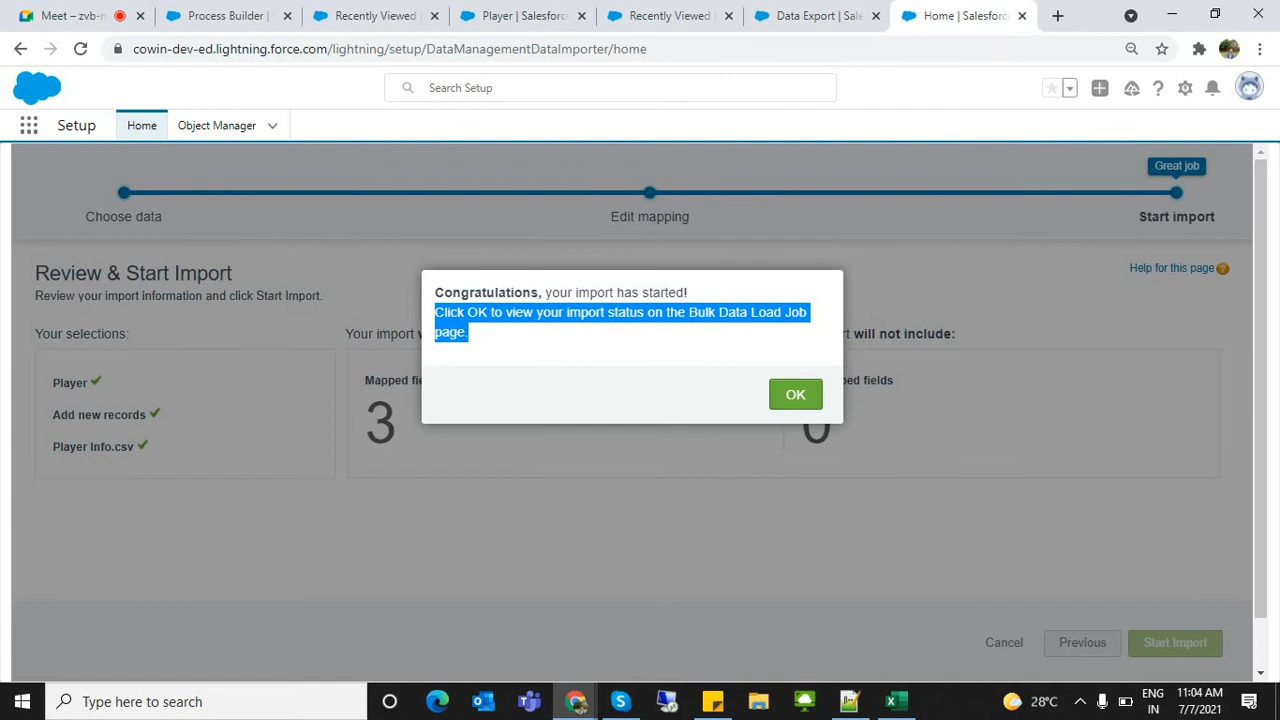 Meet – zvb-r
Process Builder |
Recently Viewed |
Player | Salesforc
Recently Viewed |
Data Export | Sale
Home | Salesforc
cowin-dev-ed.lightning.force.com/lightning/setup/DataManagementDataImporter/home
Search Setup
Setup
Home
Object Manager
Great job
Choose data
Edit mapping
Start import
Review & Start Import
Help for this page
Review your import information and click Start Import.
Your selections:
Your import
will not include:
Player
Add new records
Player Info.csv
Mapped
3
fields
0
Congratulations, your import has started!
Click OK to view your import status on the Bulk Data Load Job
page.
OK
Cancel
Previous
Start Import
Type here to search
28°C
ENG
IN
11:04 AM
7/7/2021